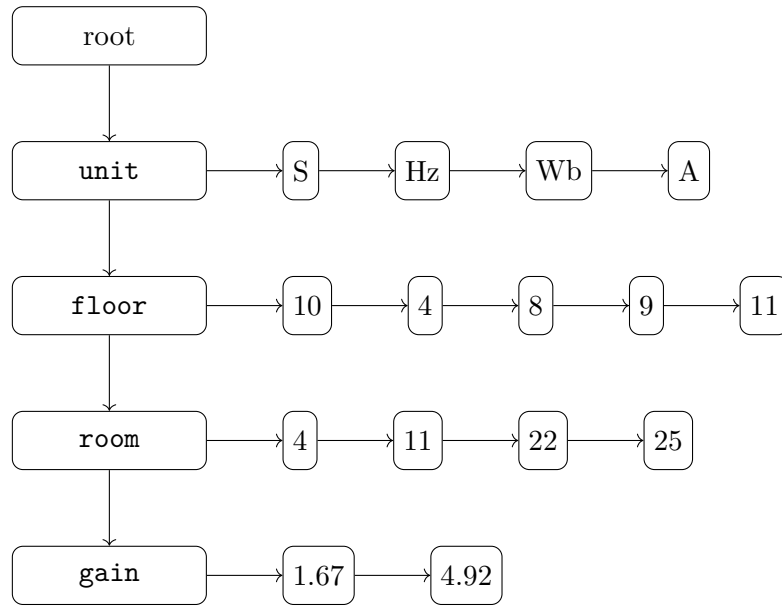 root
unit S Hz Wb A
floor 10 4 8 9 11
room 4 11 22 25
gain 1.67 4.92